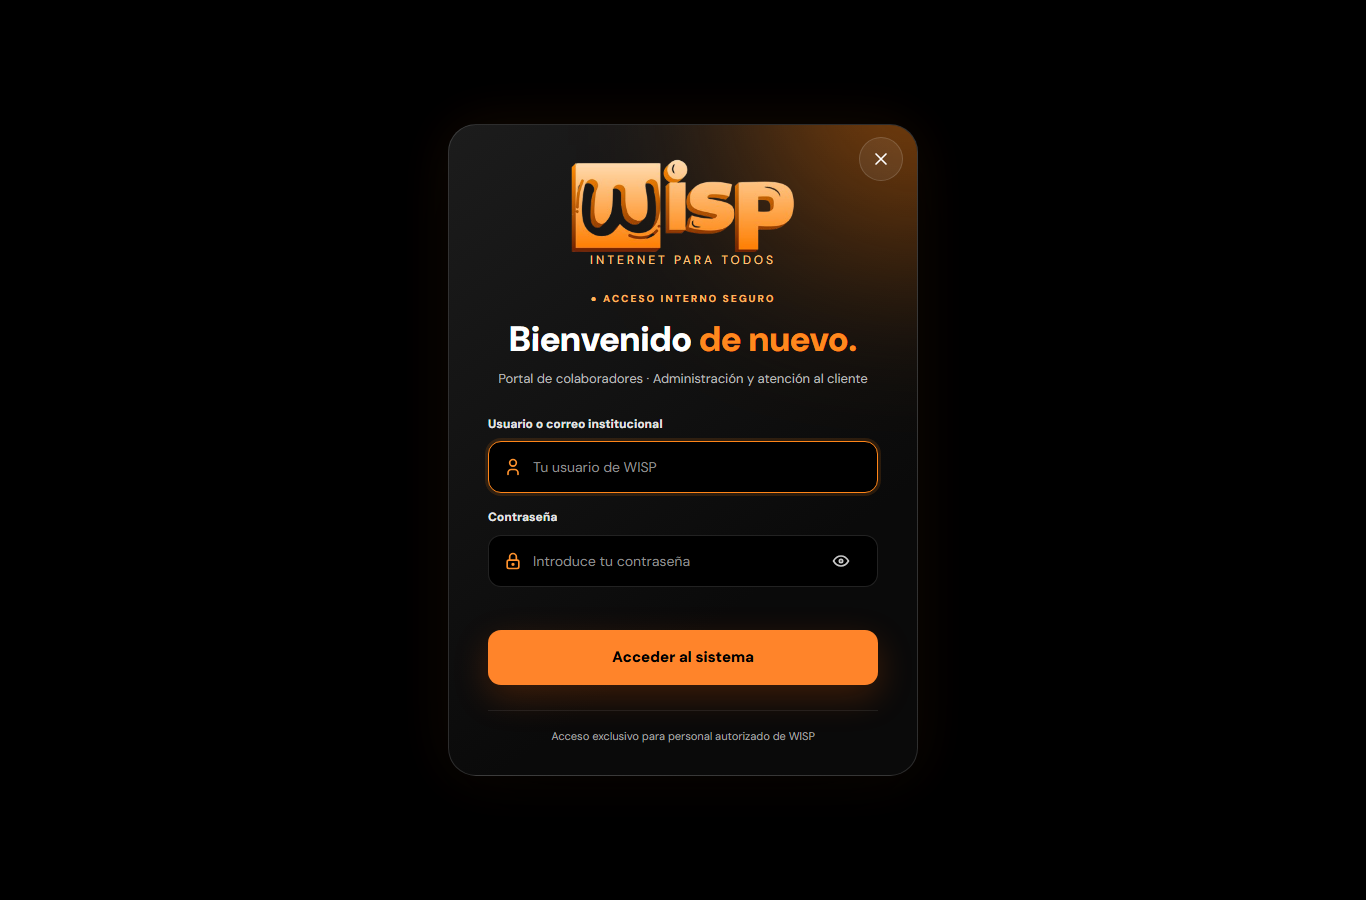 Wisp
INTERNET PARA TODOS
• ACCESO INTERNO SEGURO
Bienvenido de nuevo.
Portal de colaboradores · Administración y atención al cliente
Usuario o correo institucional
Tu usuario de WISP
Contraseña
Introduce tu contraseña
Acceder al sistema
Acceso exclusivo para personal autorizado de WISP